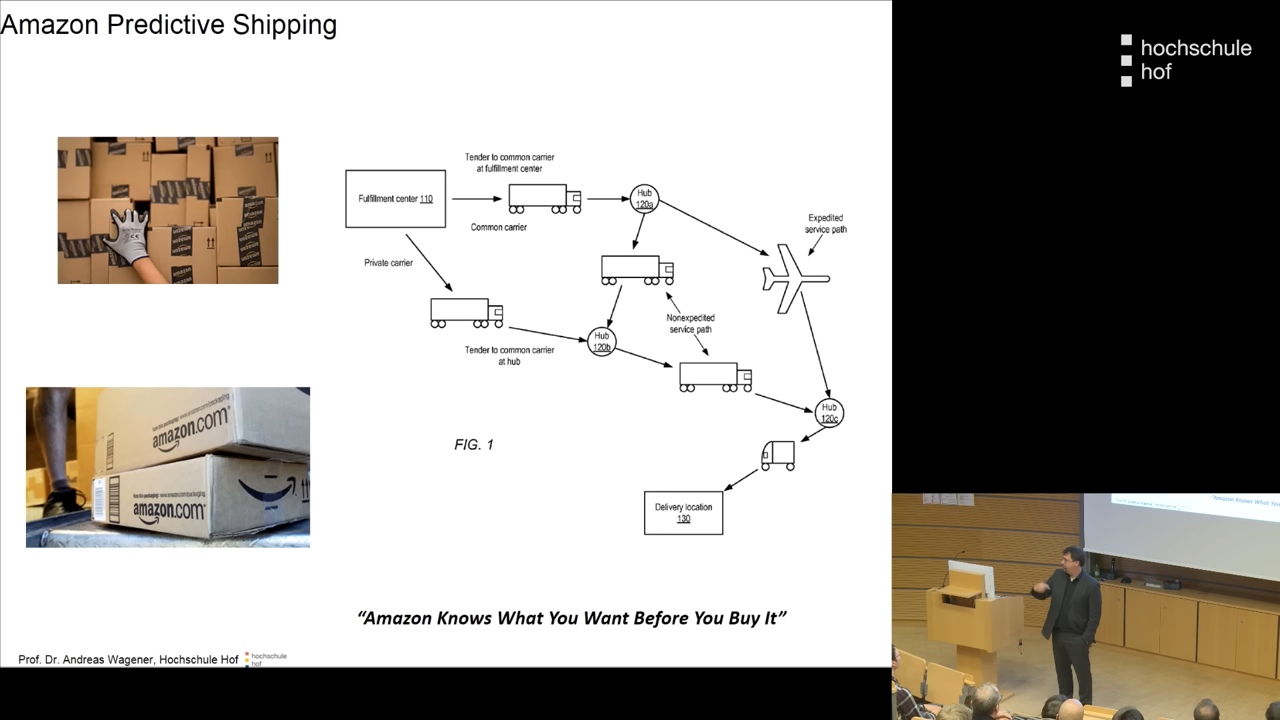 Amazon Predictive Shipping
hochschule
hof
Tender to common carrier
at fulfillment center
Fulfillment center 110
Hub
120a
Common carrier
Expedited
service path
Private carrier
Nonexpedited
service path
Hub
120b
Tender to common carrier
at hub
Hub
120c
FIG. 1
Delivery location
130
amazon
amazon.com
amazon.com
“Amazon Knows What You Want Before You Buy It”
Prof. Dr. Andreas Wagener, Hochschule Hof
hochschule
hof